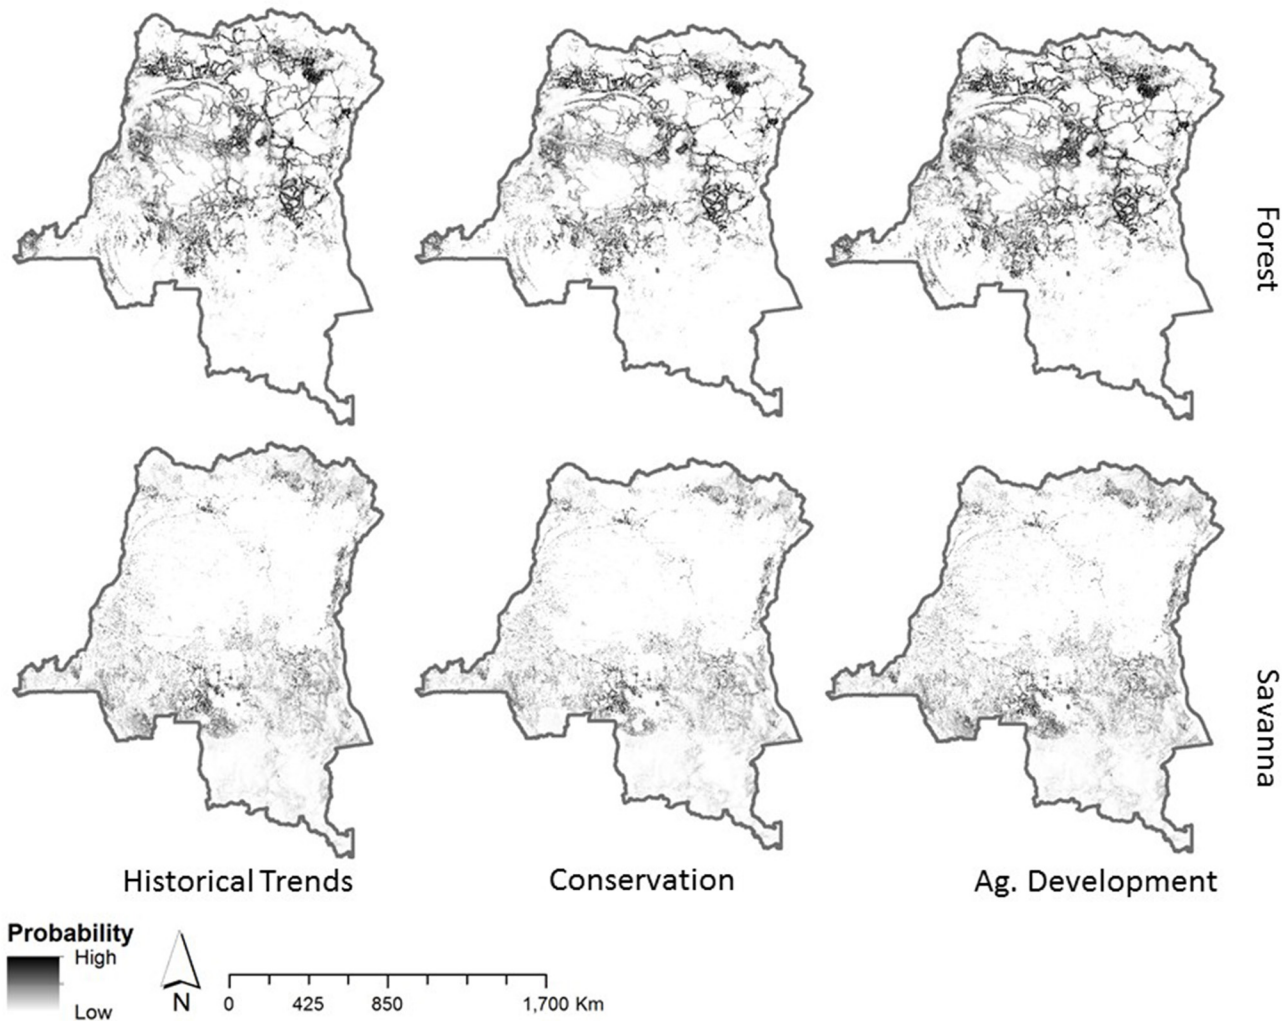 Forest
Savanna
Historical Trends
Conservation
Ag. Development
Probability
High
Low
N
0 425 850 1,700 Km